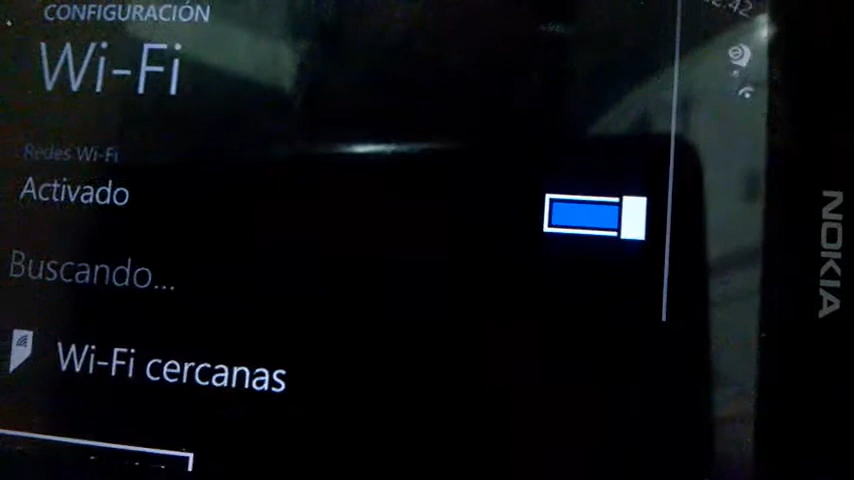 CONFIGURACIÓN
Wi-Fi
Redes Wi-Fi
Activado
Buscando...
Wi-Fi cercanas
NOKIA